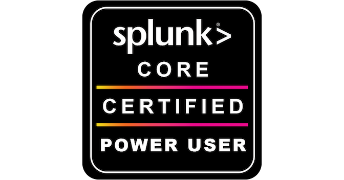 splunk>
CORE
CERTIFIED
POWER USER